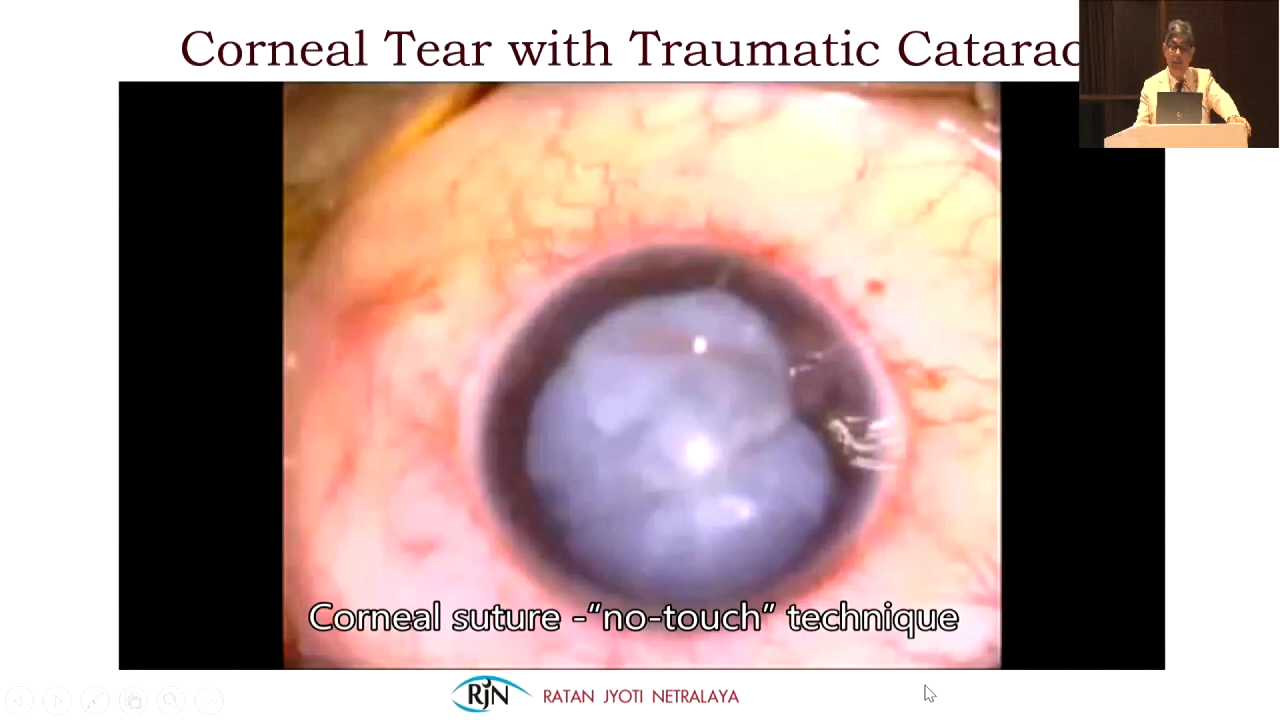 Corneal Tear with Traumatic Catarac
Corneal suture -“no-touch” technique
RJN RATAN JYOTI NETRALAYA